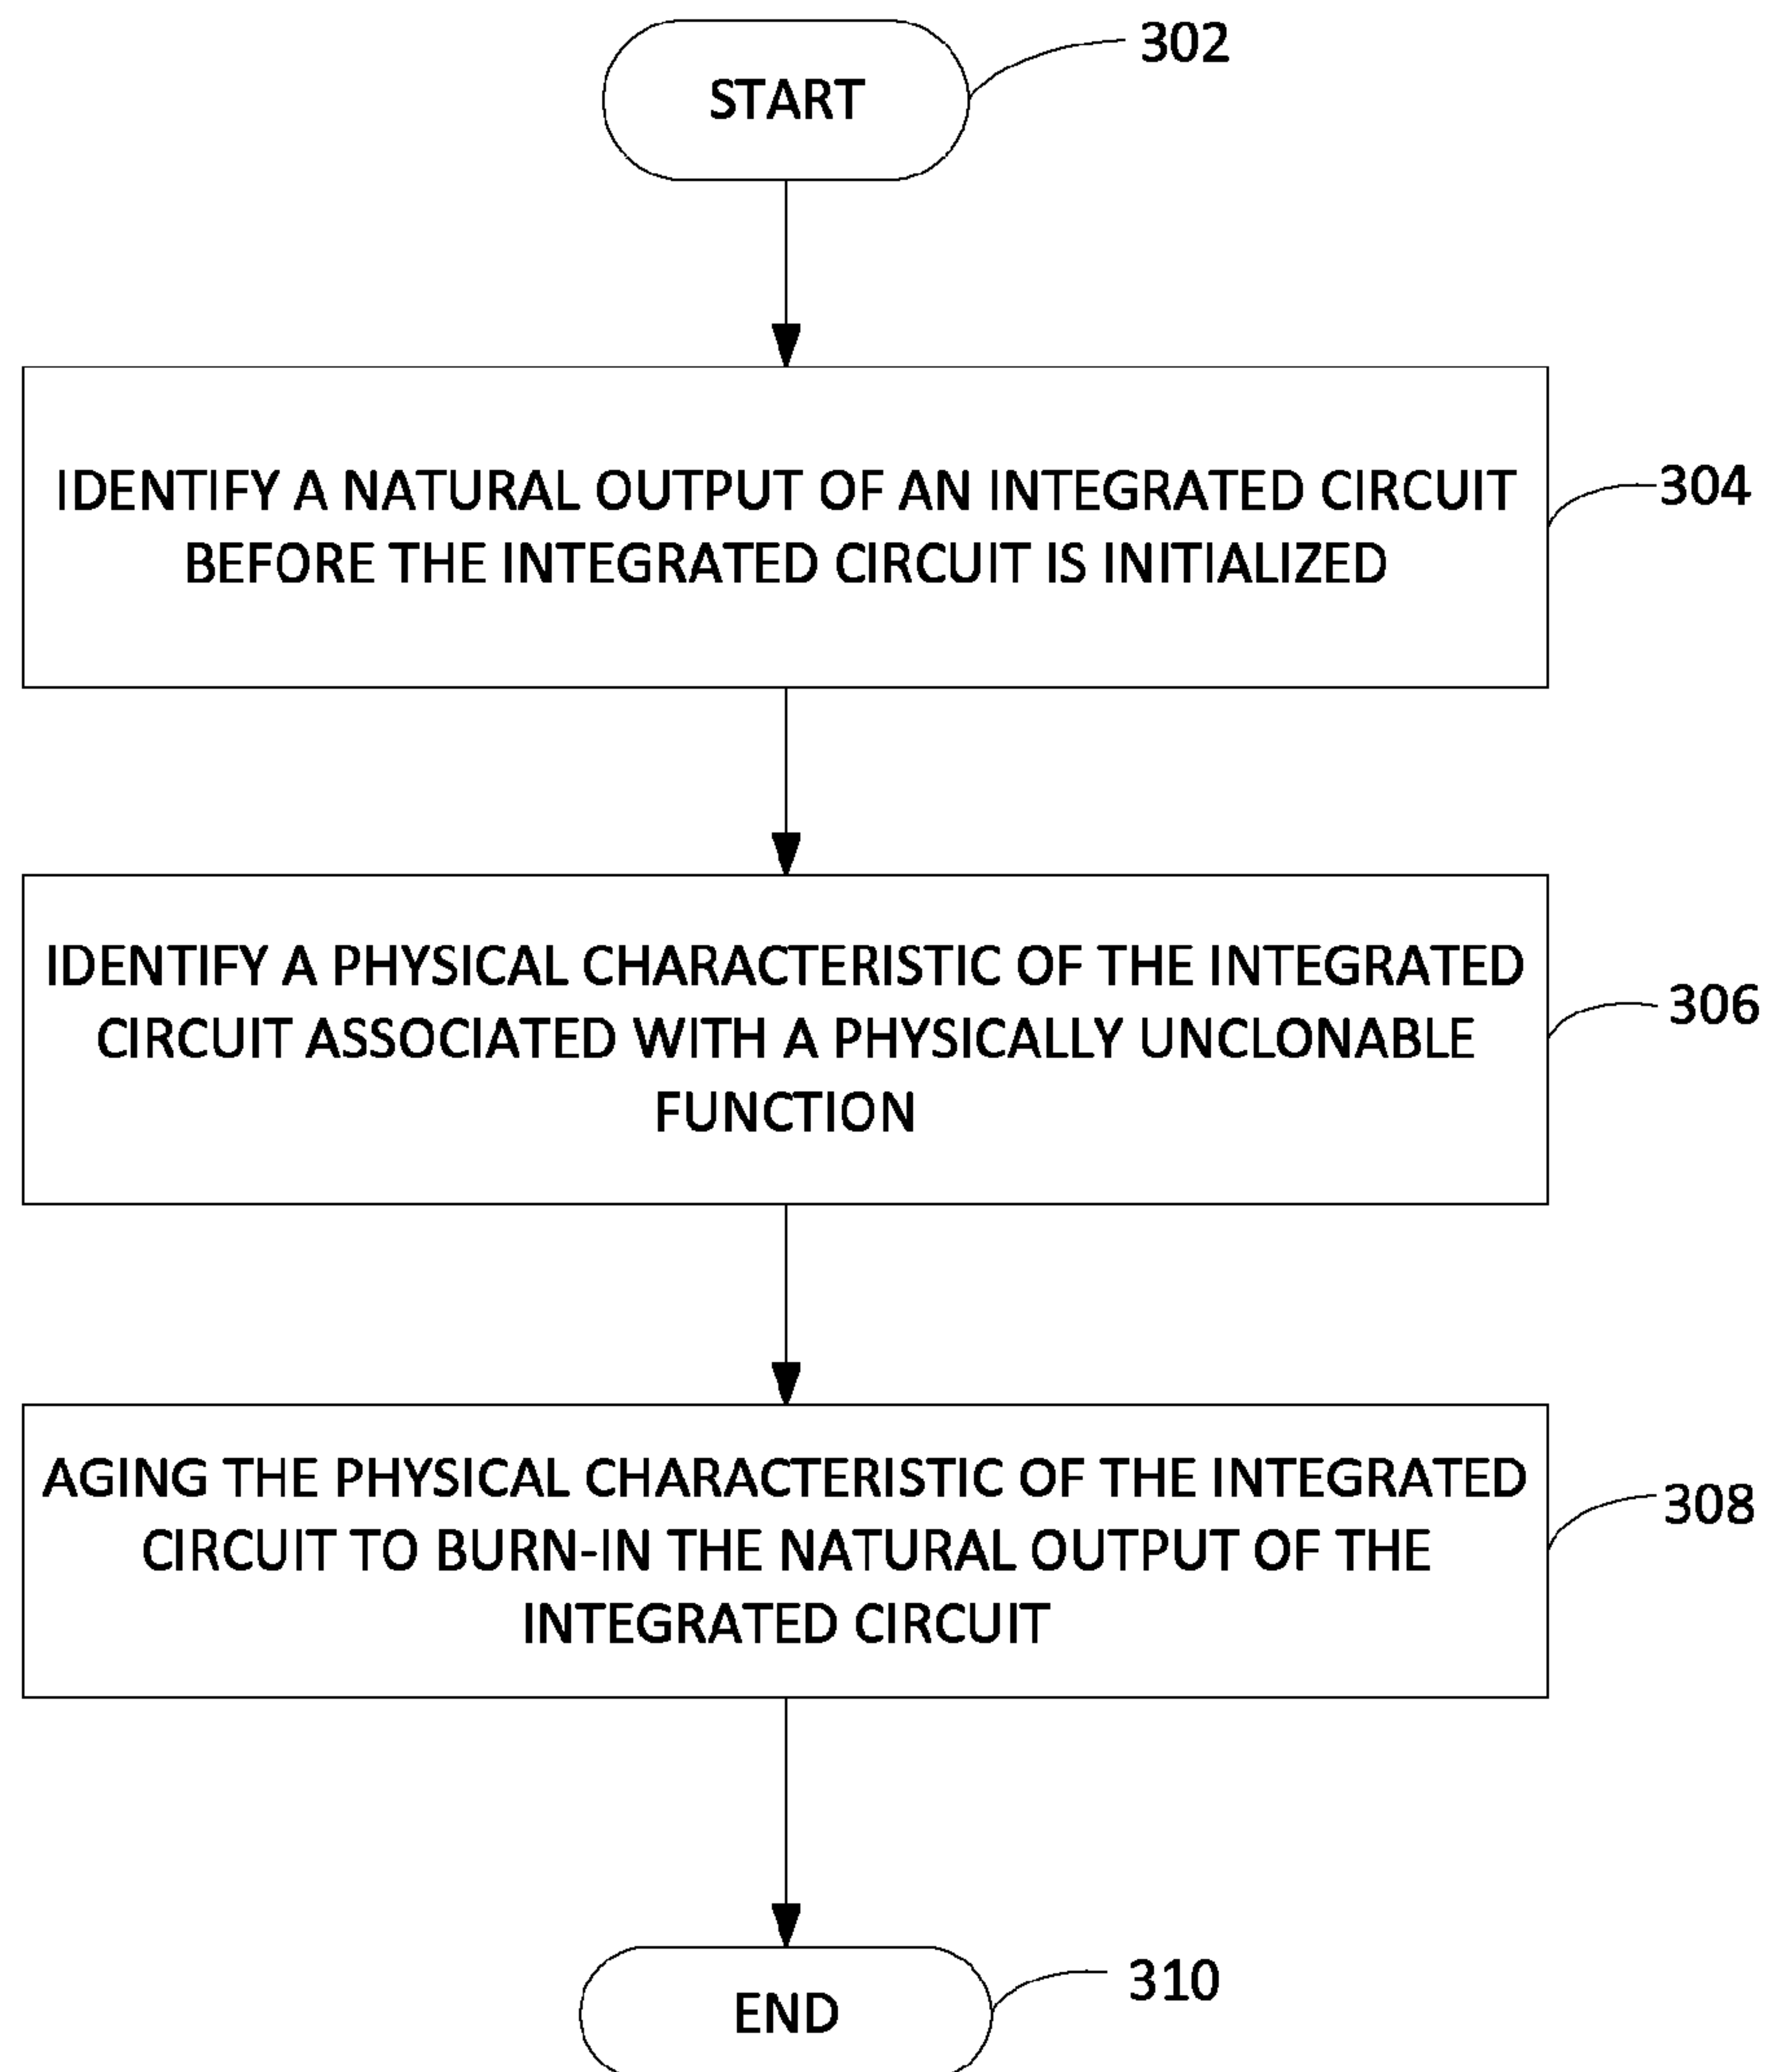 START
302
IDENTIFY A NATURAL OUTPUT OF AN INTEGRATED CIRCUIT
BEFORE THE INTEGRATED CIRCUIT IS INITIALIZED
304
IDENTIFY A PHYSICAL CHARACTERISTIC OF THE INTEGRATED
CIRCUIT ASSOCIATED WITH A PHYSICALLY UNCLONABLE
FUNCTION
306
AGING THE PHYSICAL CHARACTERISTIC OF THE INTEGRATED
CIRCUIT TO BURN-IN THE NATURAL OUTPUT OF THE
INTEGRATED CIRCUIT
308
END
310